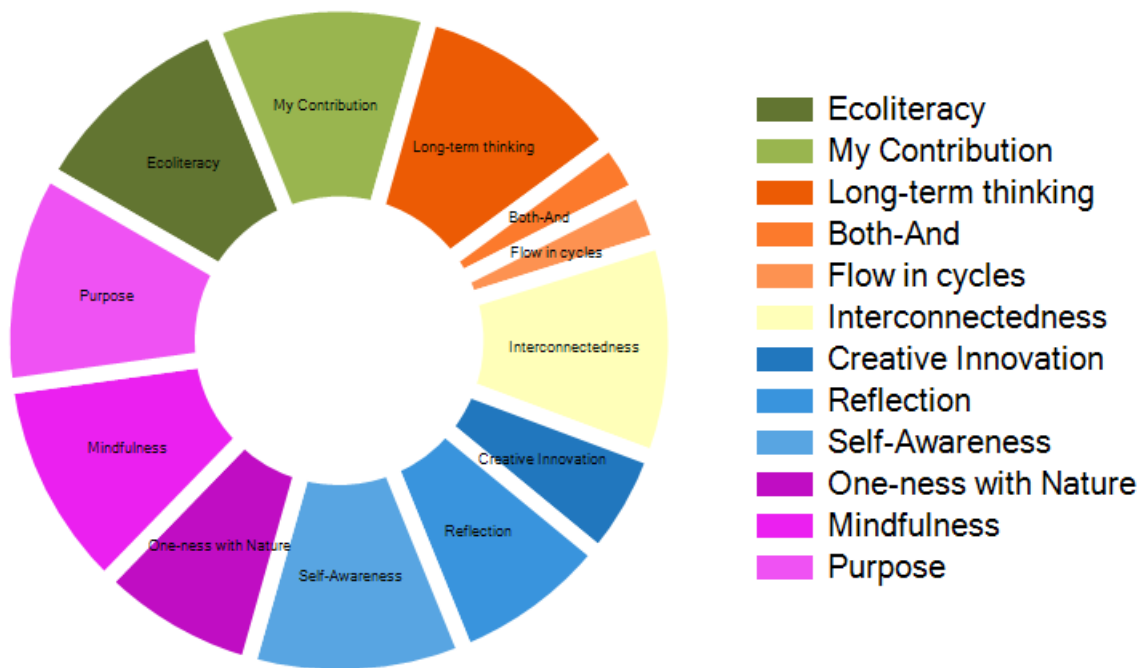 My Contribution
Long-term thinking
Ecoliteracy
Both-And
Flow in cycles
Purpose
Interconnectedness
Mindfulness
Creative Innovation
Reflection
One-ness with Nature
Self-Awareness
Ecoliteracy
My Contribution
Long-term thinking
Both-And
Flow in cycles
Interconnectedness
Creative Innovation
Reflection
Self-Awareness
One-ness with Nature
Mindfulness
Purpose